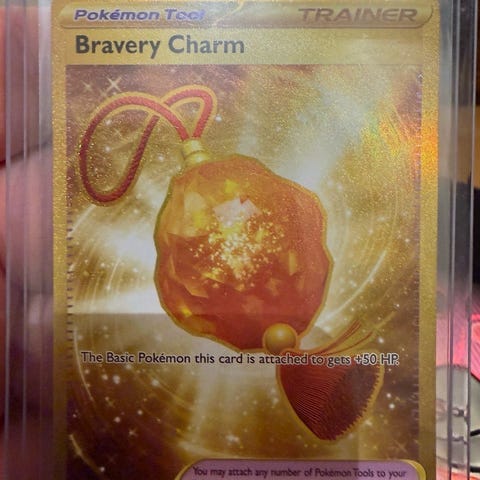 Pokémon Tool TRAINER
Bravery Charm
The Basic Pokémon this card is attached to gets +50 HP.
You may attach any number of Pokémon Tools to your